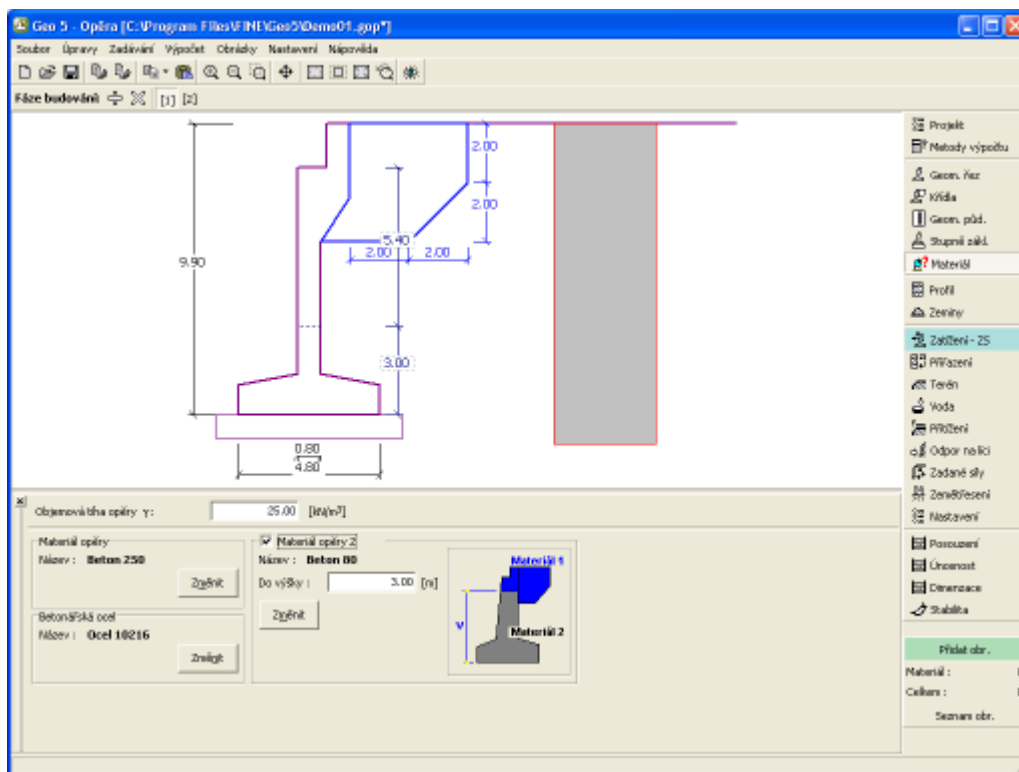 Geo 5 - Opěra [C:\Program Files\FINE\Geo5\Demo01.gop*]
Soubor Úpravy Zadávání Výpočet Obrázky Nastavení Nápověda
Fáze budování: [1] [2]
2.00
2.00
5.40
2.00 2.00
9.90
3.00
0.80
4.80
Projekt
Metody výpočtu
Geom. řez
Křídla
Geom. půd.
Stupně zákl.
Materiál
Profil
Zeminy
Zatížení - ZS
Přiřazení
Terén
Voda
Přitížení
Odpor na líci
Zadané síly
Zemětřesení
Nastavení
Posouzení
Únosnost
Dimenzace
Stabilita
Přidat obr.
Materiál :
Celkem :
Seznam obr.
Objemová tíha opěry γ: 25.00 [kN/m³]
Materiál opěry
Název : Beton 250
Změnit
Betonářská ocel
Název : Ocel 10216
Změnit
Materiál opěry 2
Název : Beton 80
Do výšky : 3.00 [m]
Změnit
Materiál 1
v
Materiál 2